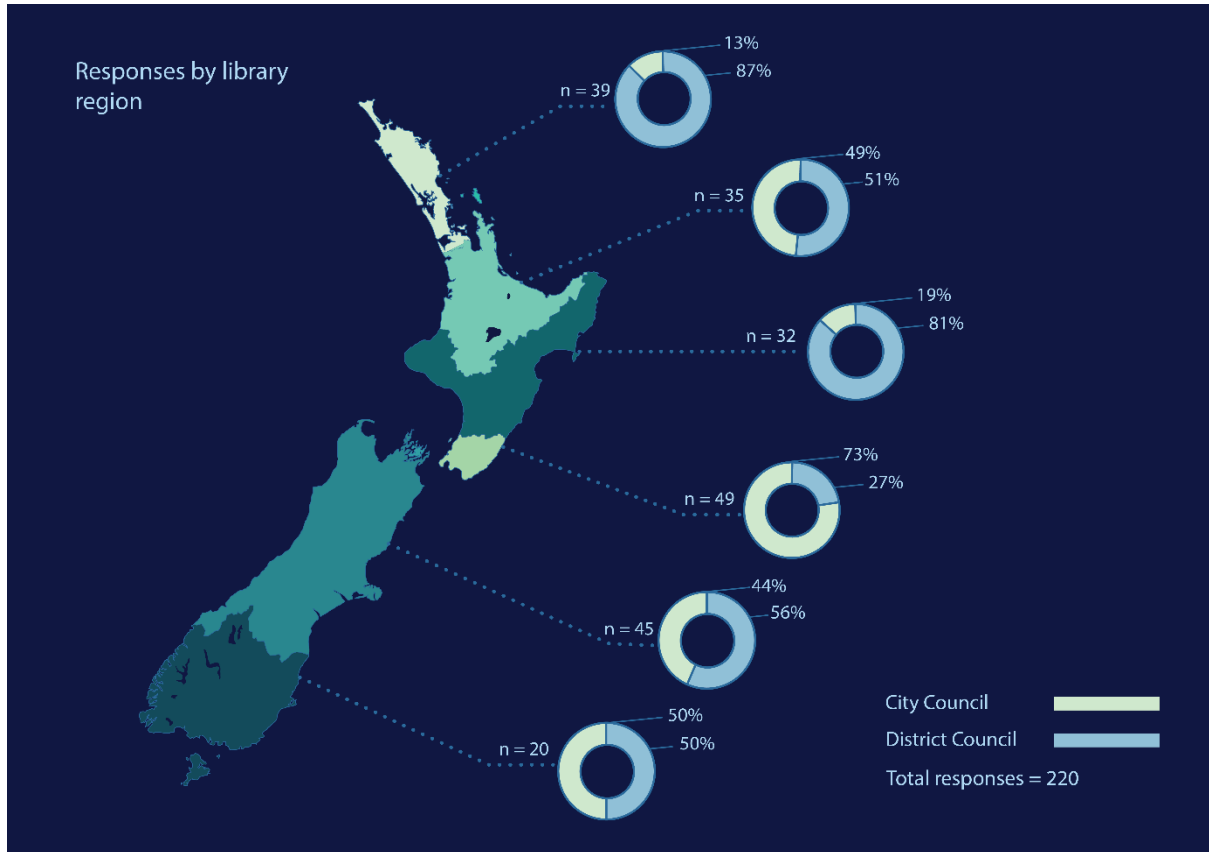 Responses by library
region
13%
87%
n = 39
49%
51%
n = 35
19%
81%
n = 32
73%
27%
n = 49
44%
56%
n = 45
50%
50%
n = 20
City Council
District Council
Total responses = 220